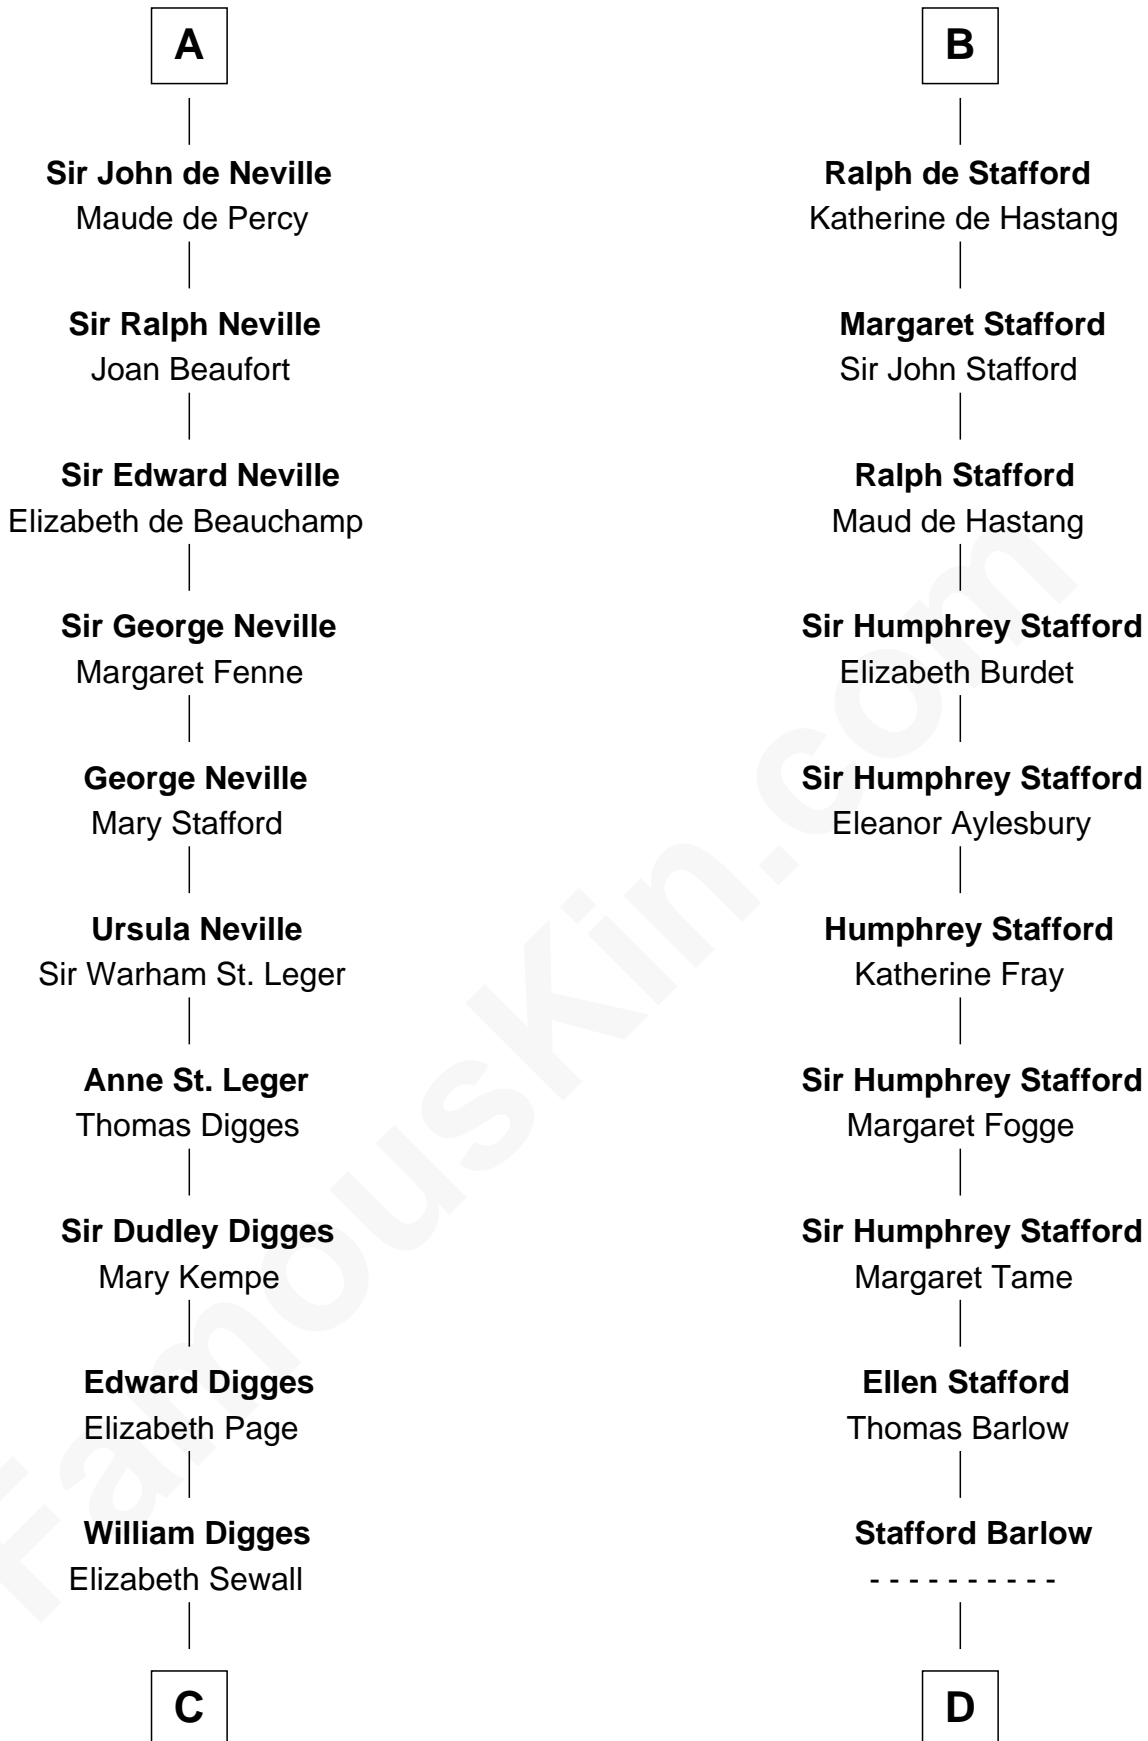 A
Sir John de Neville
Maude de Percy
Sir Ralph Neville
Joan Beaufort
Sir Edward Neville
Elizabeth de Beauchamp
Sir George Neville
Margaret Fenne
George Neville
Mary Stafford
Ursula Neville
Sir Warham St. Leger
Anne St. Leger
Thomas Digges
Sir Dudley Digges
Mary Kempe
Edward Digges
Elizabeth Page
William Digges
Elizabeth Sewall
C
B
Ralph de Stafford
Katherine de Hastang
Margaret Stafford
Sir John Stafford
Ralph Stafford
Maud de Hastang
Sir Humphrey Stafford
Elizabeth Burdet
Sir Humphrey Stafford
Eleanor Aylesbury
Humphrey Stafford
Katherine Fray
Sir Humphrey Stafford
Margaret Fogge
Sir Humphrey Stafford
Margaret Tame
Ellen Stafford
Thomas Barlow
Stafford Barlow
- - - - - - - - - -
D
FamousKin.com